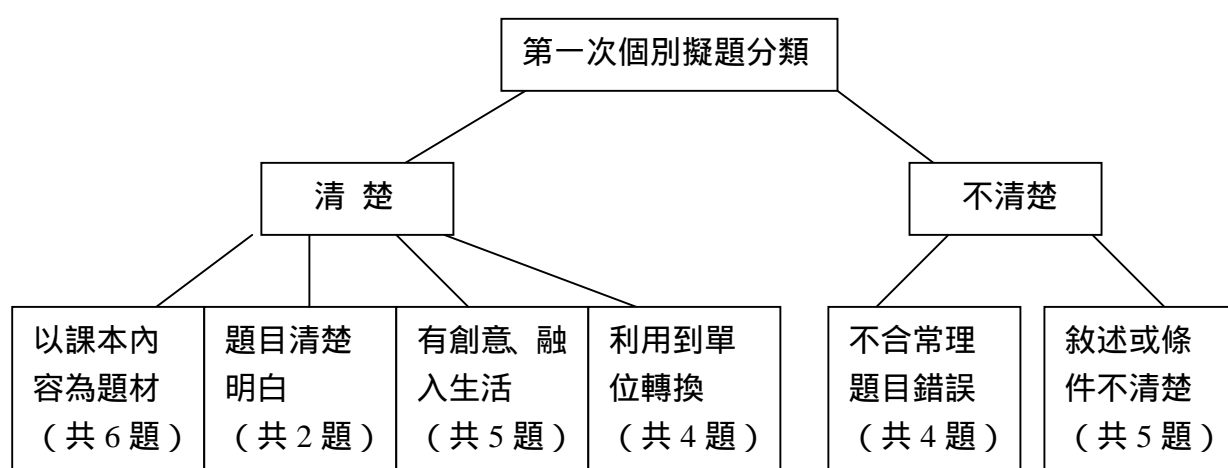 第一次個別擬題分類
清 楚
不清楚
以課本內
容為題材
（共 6 題）
題目清楚
明白
（共 2 題）
有創意、融
入生活
（共 5 題）
利用到單
位轉換
（共 4 題）
不合常理
題目錯誤
（共 4 題）
敘述或條
件不清楚
（共 5 題）